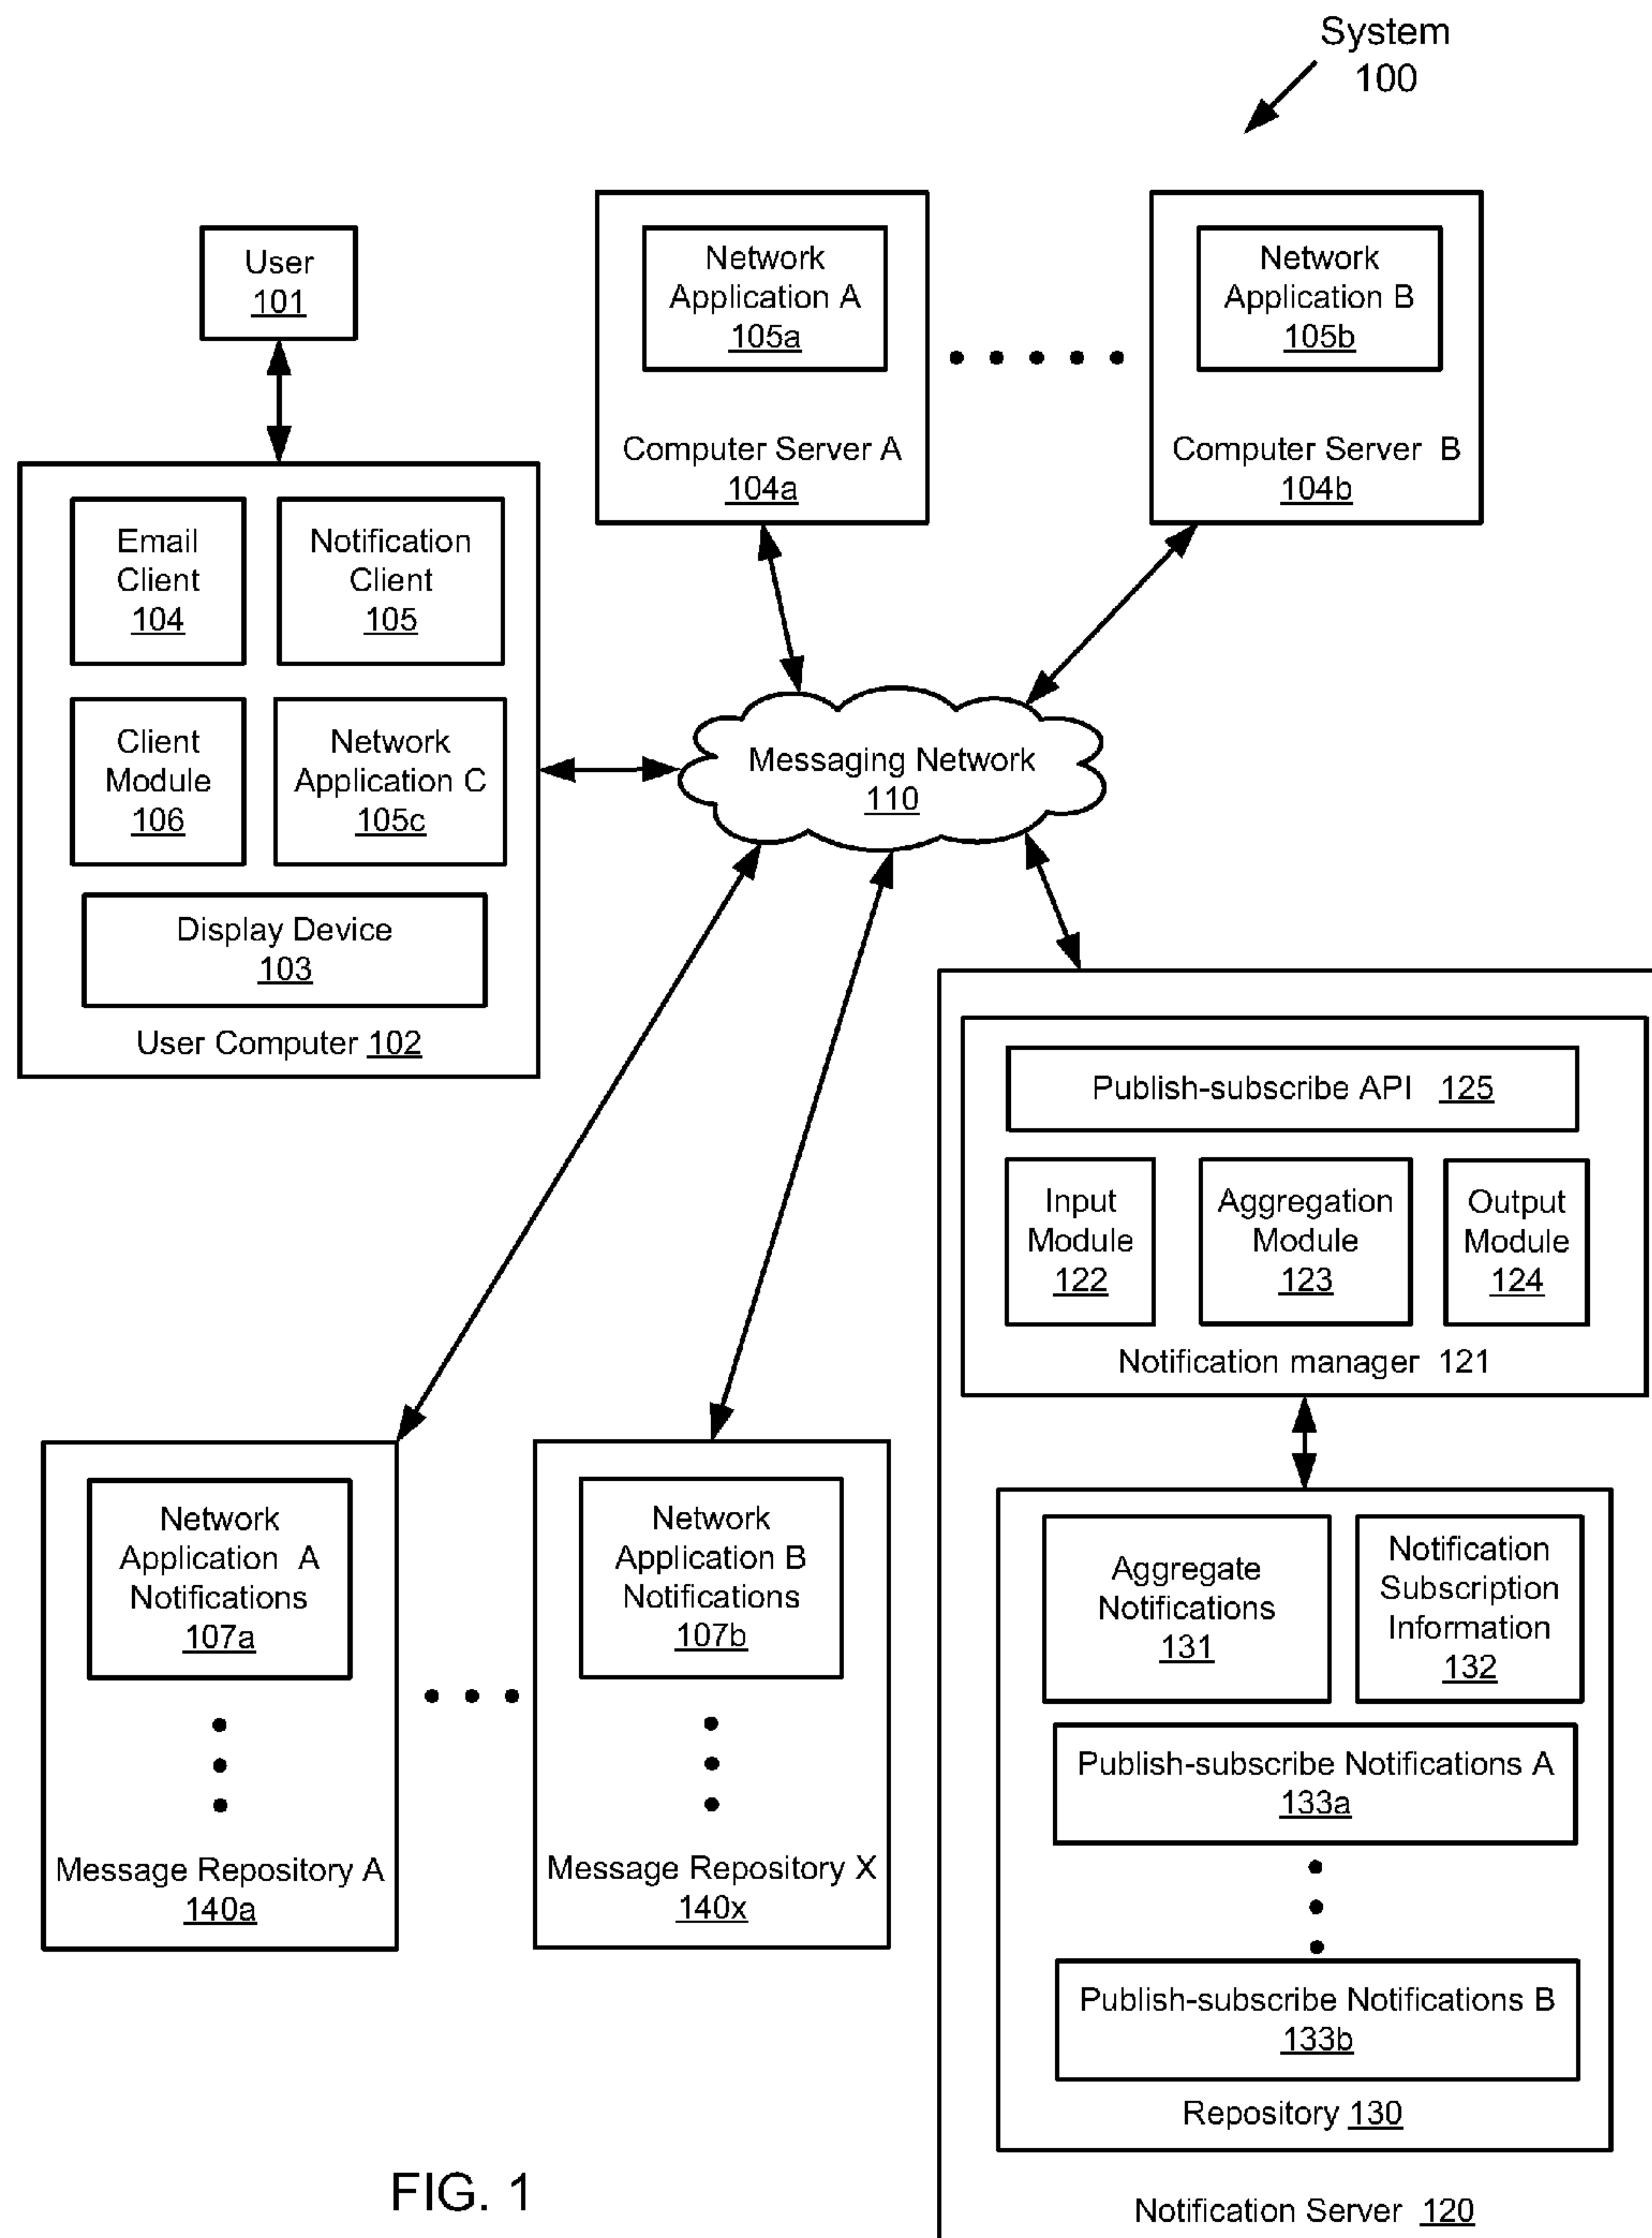 System
100
User
101
Network
Application A
105a
Computer Server A
104a
Network
Application B
105b
Computer Server B
104b
Email
Client
104
Notification
Client
105
Client
Module
106
Network
Application C
105c
Display Device
103
User Computer 102
Messaging Network
110
Publish-subscribe API 125
Input
Module
122
Aggregation
Module
123
Output
Module
124
Notification manager 121
Network
Application A
Notifications
107a
Message Repository A
140a
Network
Application B
Notifications
107b
Message Repository X
140x
Aggregate
Notifications
131
Notification
Subscription
Information
132
Publish-subscribe Notifications A
133a
Publish-subscribe Notifications B
133b
Repository 130
Notification Server 120
FIG. 1